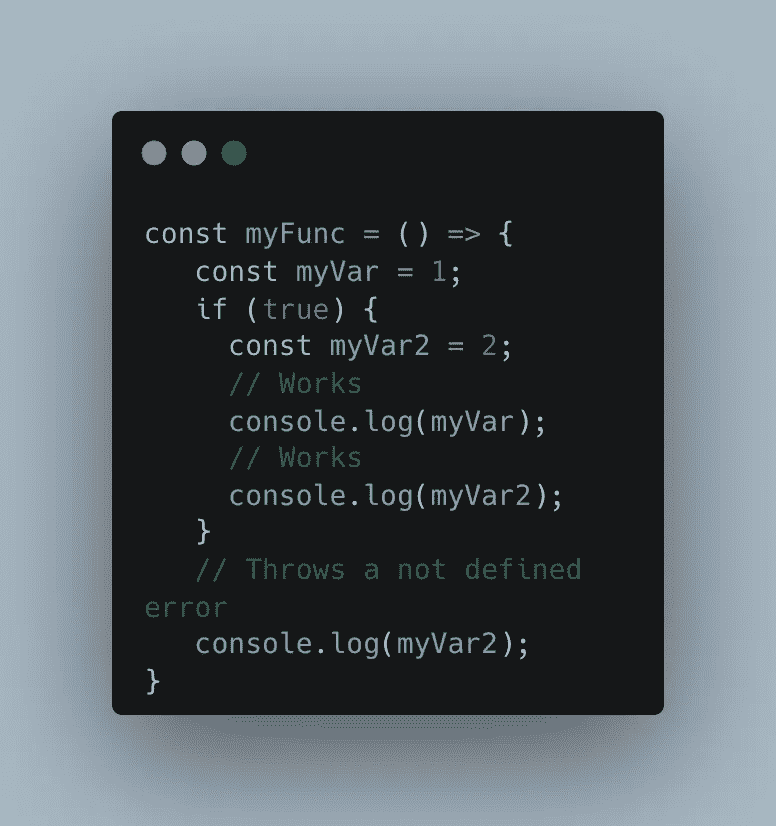 const myFunc = () => {
   const myVar = 1;
   if (true) {
     const myVar2 = 2;
     // Works
     console.log(myVar);
     // Works
     console.log(myVar2);
   }
   // Throws a not defined
error
   console.log(myVar2);
}